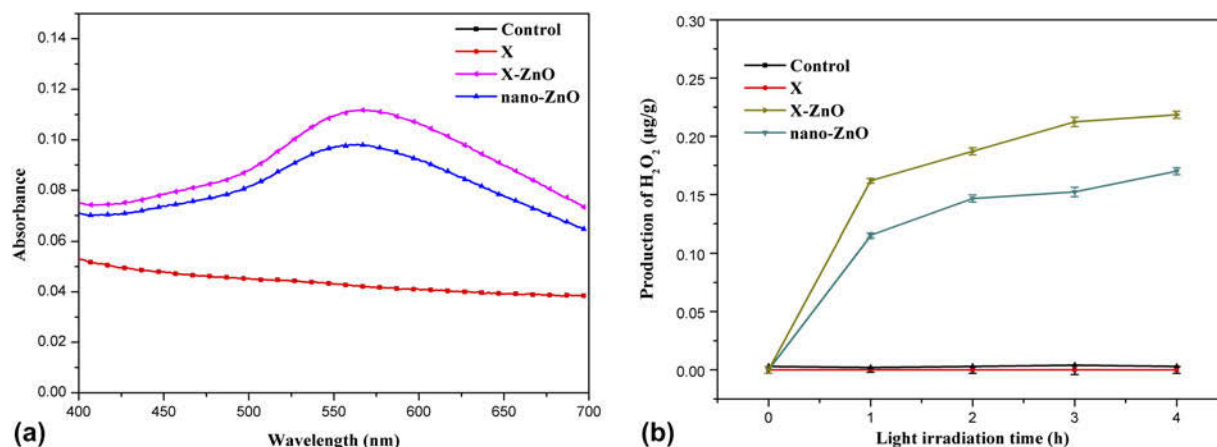 0.14
0.12
0.10
0.08
0.06
0.04
0.02
0.00
Absorbance
400
450
500
550
600
650
700
Wavelength (nm)
Control
X
X-ZnO
nano-ZnO
(a)
0.30
0.25
0.20
0.15
0.10
0.05
0.00
Production of H₂O₂ (μg/g)
0
1
2
3
4
Light irradiation time (h)
Control
X
X-ZnO
nano-ZnO
(b)